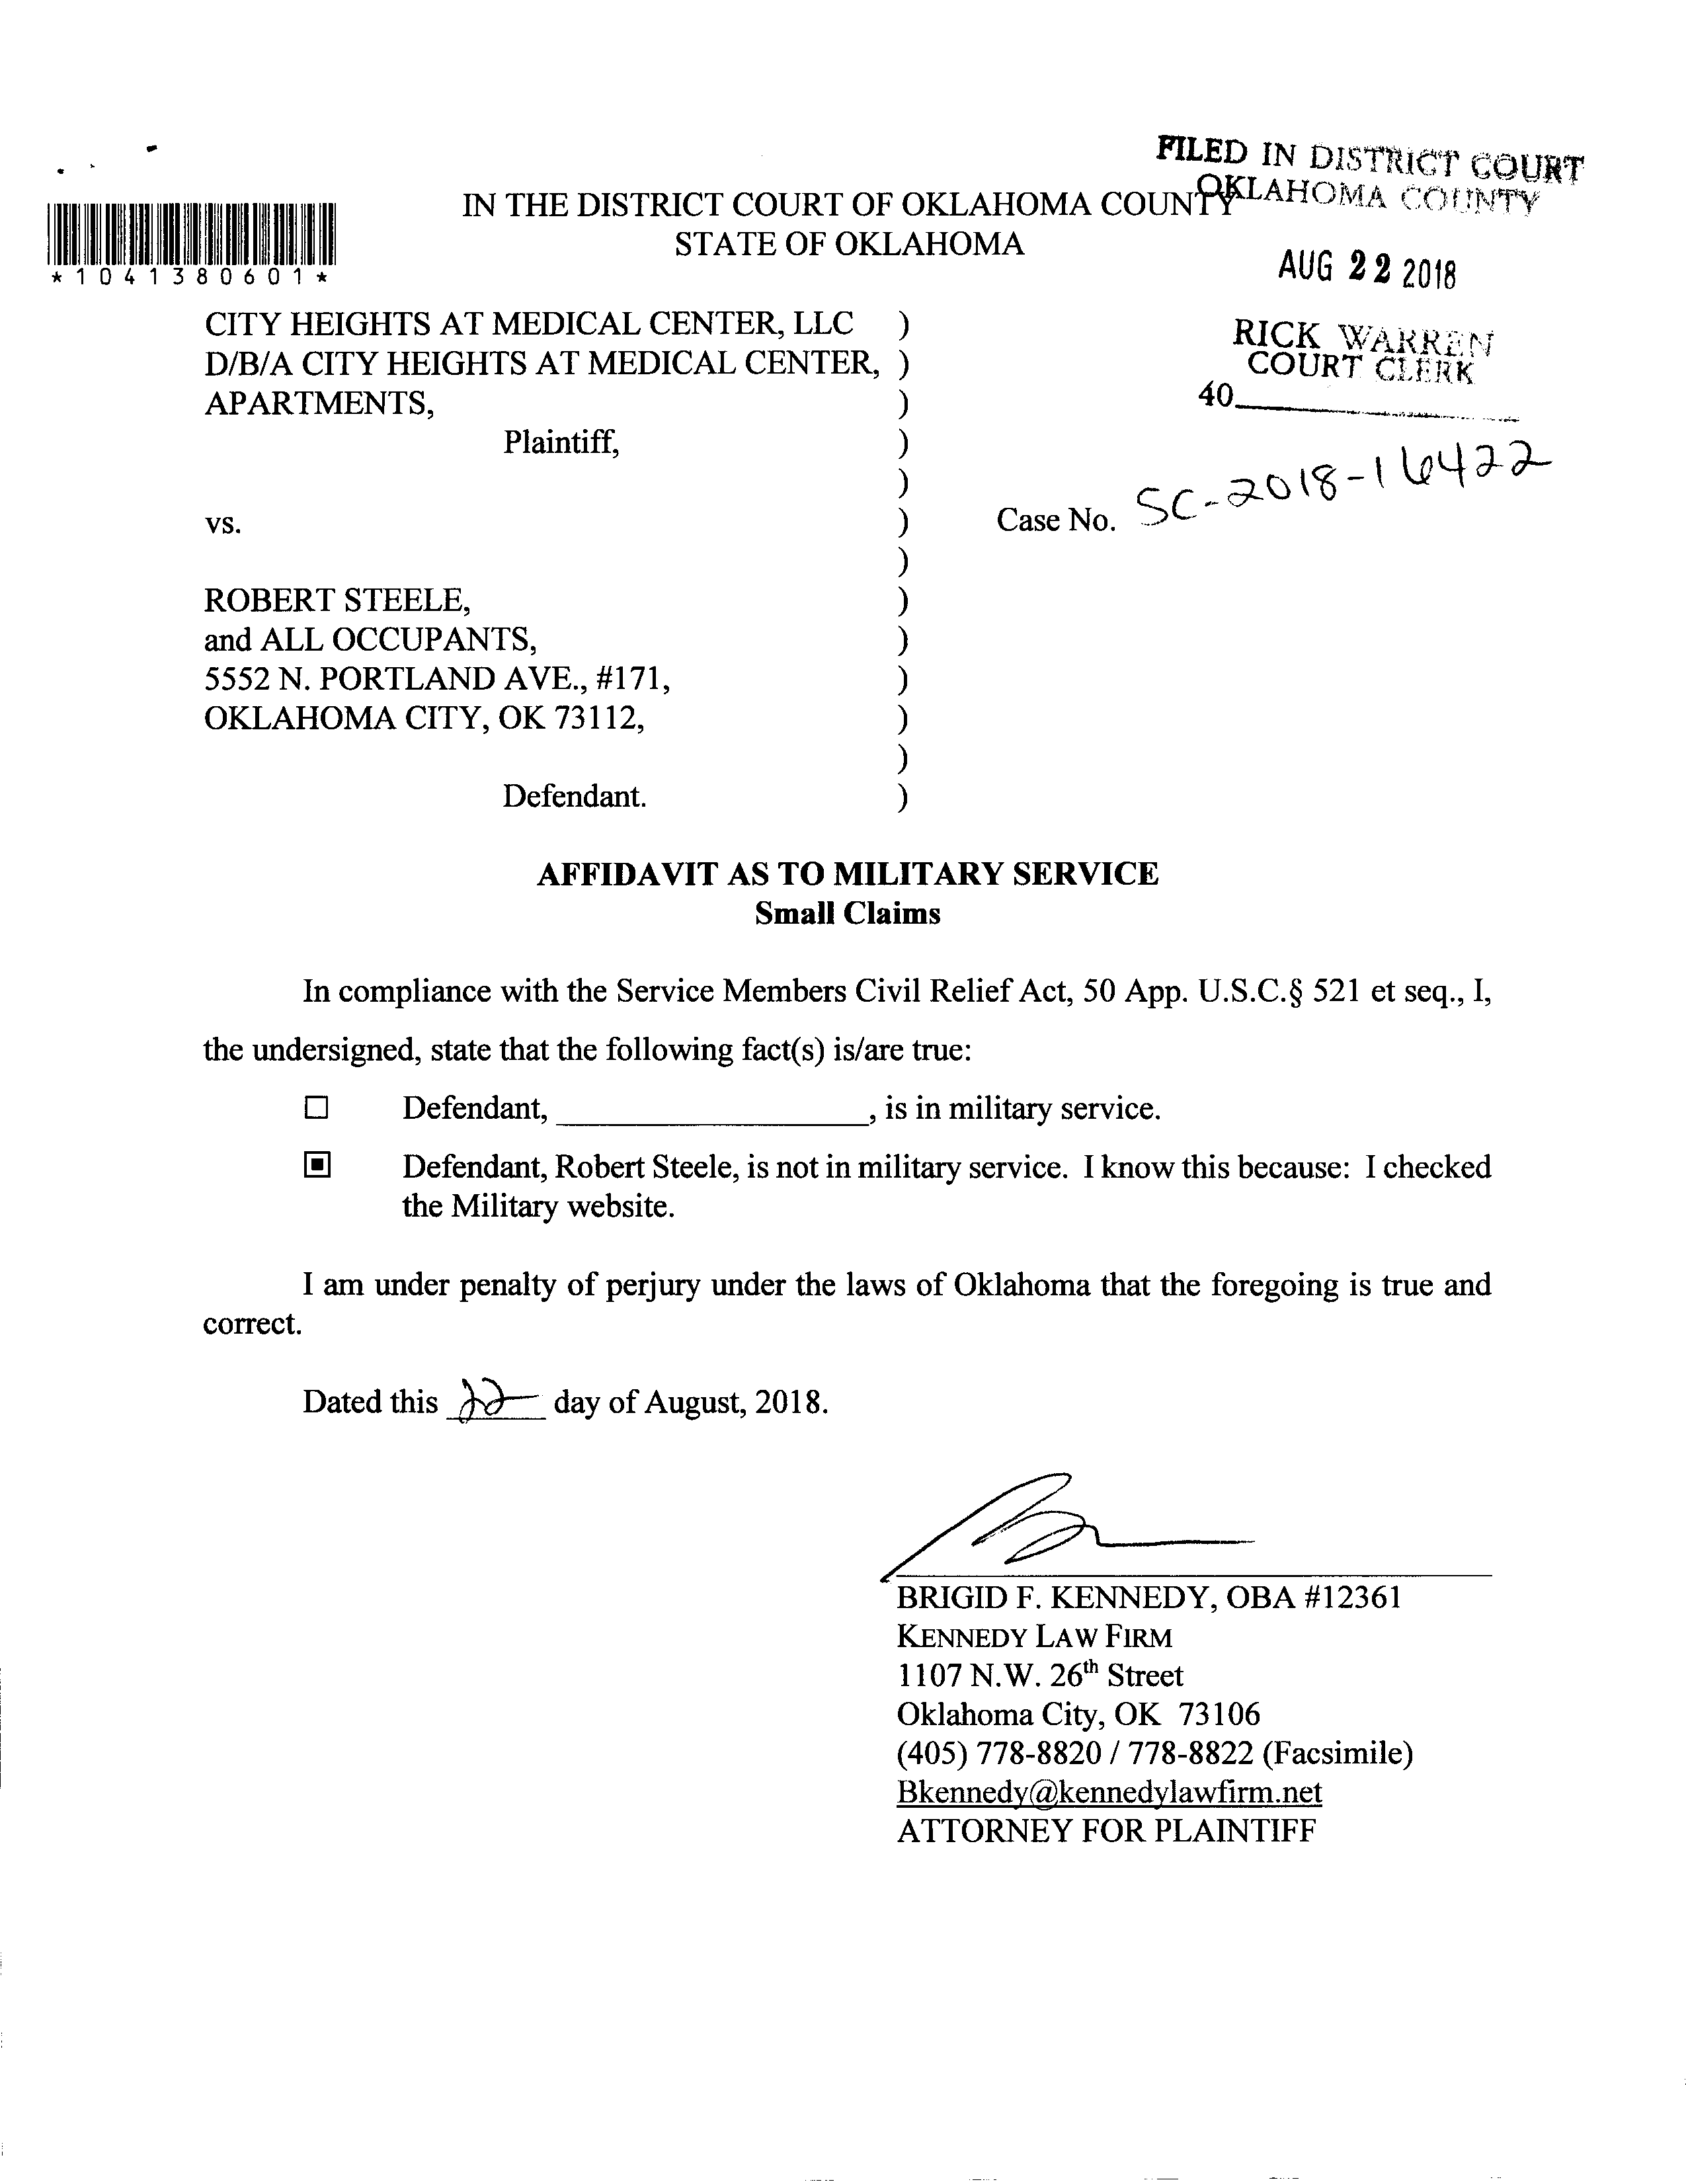 FILED IN DISTRICT COURT
OKLAHOMA COUNTY
IN THE DISTRICT COURT OF OKLAHOMA COUNTY
STATE OF OKLAHOMA
*1041380601*
AUG 22 2018
RICK WARREN
COURT CLERK
40
CITY HEIGHTS AT MEDICAL CENTER, LLC )
D/B/A CITY HEIGHTS AT MEDICAL CENTER, )
APARTMENTS, )
Plaintiff, )
)
vs. ) Case No. SC-2018-16422
)
ROBERT STEELE, )
and ALL OCCUPANTS, )
5552 N. PORTLAND AVE., #171, )
OKLAHOMA CITY, OK 73112, )
)
Defendant. )
AFFIDAVIT AS TO MILITARY SERVICE
Small Claims
In compliance with the Service Members Civil Relief Act, 50 App. U.S.C.§ 521 et seq., I,
the undersigned, state that the following fact(s) is/are true:
☐ Defendant, ____________________, is in military service.
▣ Defendant, Robert Steele, is not in military service. I know this because: I checked
the Military website.
I am under penalty of perjury under the laws of Oklahoma that the foregoing is true and
correct.
Dated this 22 day of August, 2018.
BRIGID F. KENNEDY, OBA #12361
KENNEDY LAW FIRM
1107 N.W. 26th Street
Oklahoma City, OK 73106
(405) 778-8820 / 778-8822 (Facsimile)
Bkennedy@kennedylawfirm.net
ATTORNEY FOR PLAINTIFF